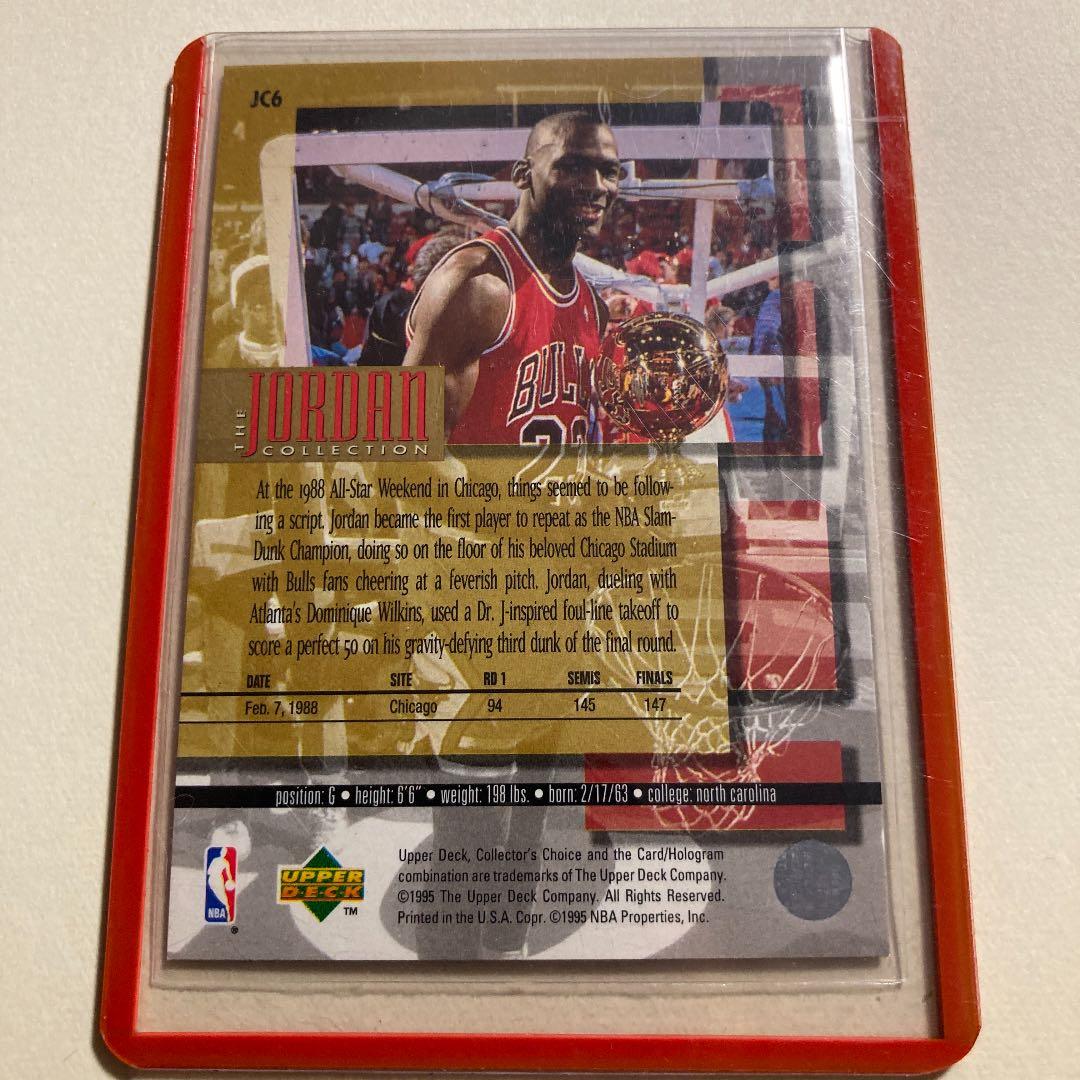 JC6
BULL
23
THE
JORDAN
COLLECTION
At the 1988 All-Star Weekend in Chicago, things seemed to be follow-
ing a script. Jordan became the first player to repeat as the NBA Slam-
Dunk Champion, doing so on the floor of his beloved Chicago Stadium
with Bulls fans cheering at a feverish pitch. Jordan, dueling with
Atlanta's Dominique Wilkins, used a Dr. J-inspired foul-line takeoff to
score a perfect 50 on his gravity-defying third dunk of the final round.
DATE SITE RD 1 SEMIS FINALS
Feb. 7, 1988 Chicago 94 145 147
position: G • height: 6'6" • weight: 198 lbs. • born: 2/17/63 • college: north carolina
NBA
®
UPPER
DECK
™
Upper Deck, Collector's Choice and the Card/Hologram
combination are trademarks of The Upper Deck Company.
©1995 The Upper Deck Company. All Rights Reserved.
Printed in the U.S.A. Copr. ©1995 NBA Properties, Inc.